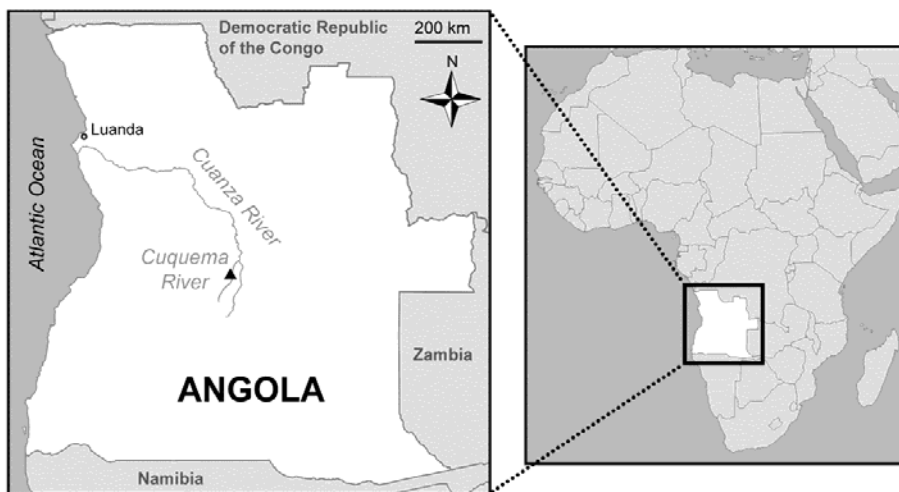 Democratic Republic
of the Congo
200 km
N
Luanda
Atlantic Ocean
Cuanza River
Cuquema
River
Zambia
ANGOLA
Namibia